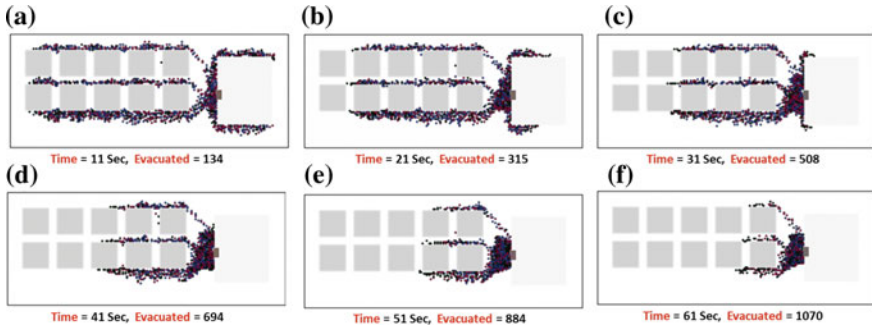 (a)
(b)
(c)
Time = 11 Sec, Evacuated = 134
Time = 21 Sec, Evacuated = 315
Time = 31 Sec, Evacuated = 508
(d)
(e)
(f)
Time = 41 Sec, Evacuated = 694
Time = 51 Sec, Evacuated = 884
Time = 61 Sec, Evacuated = 1070